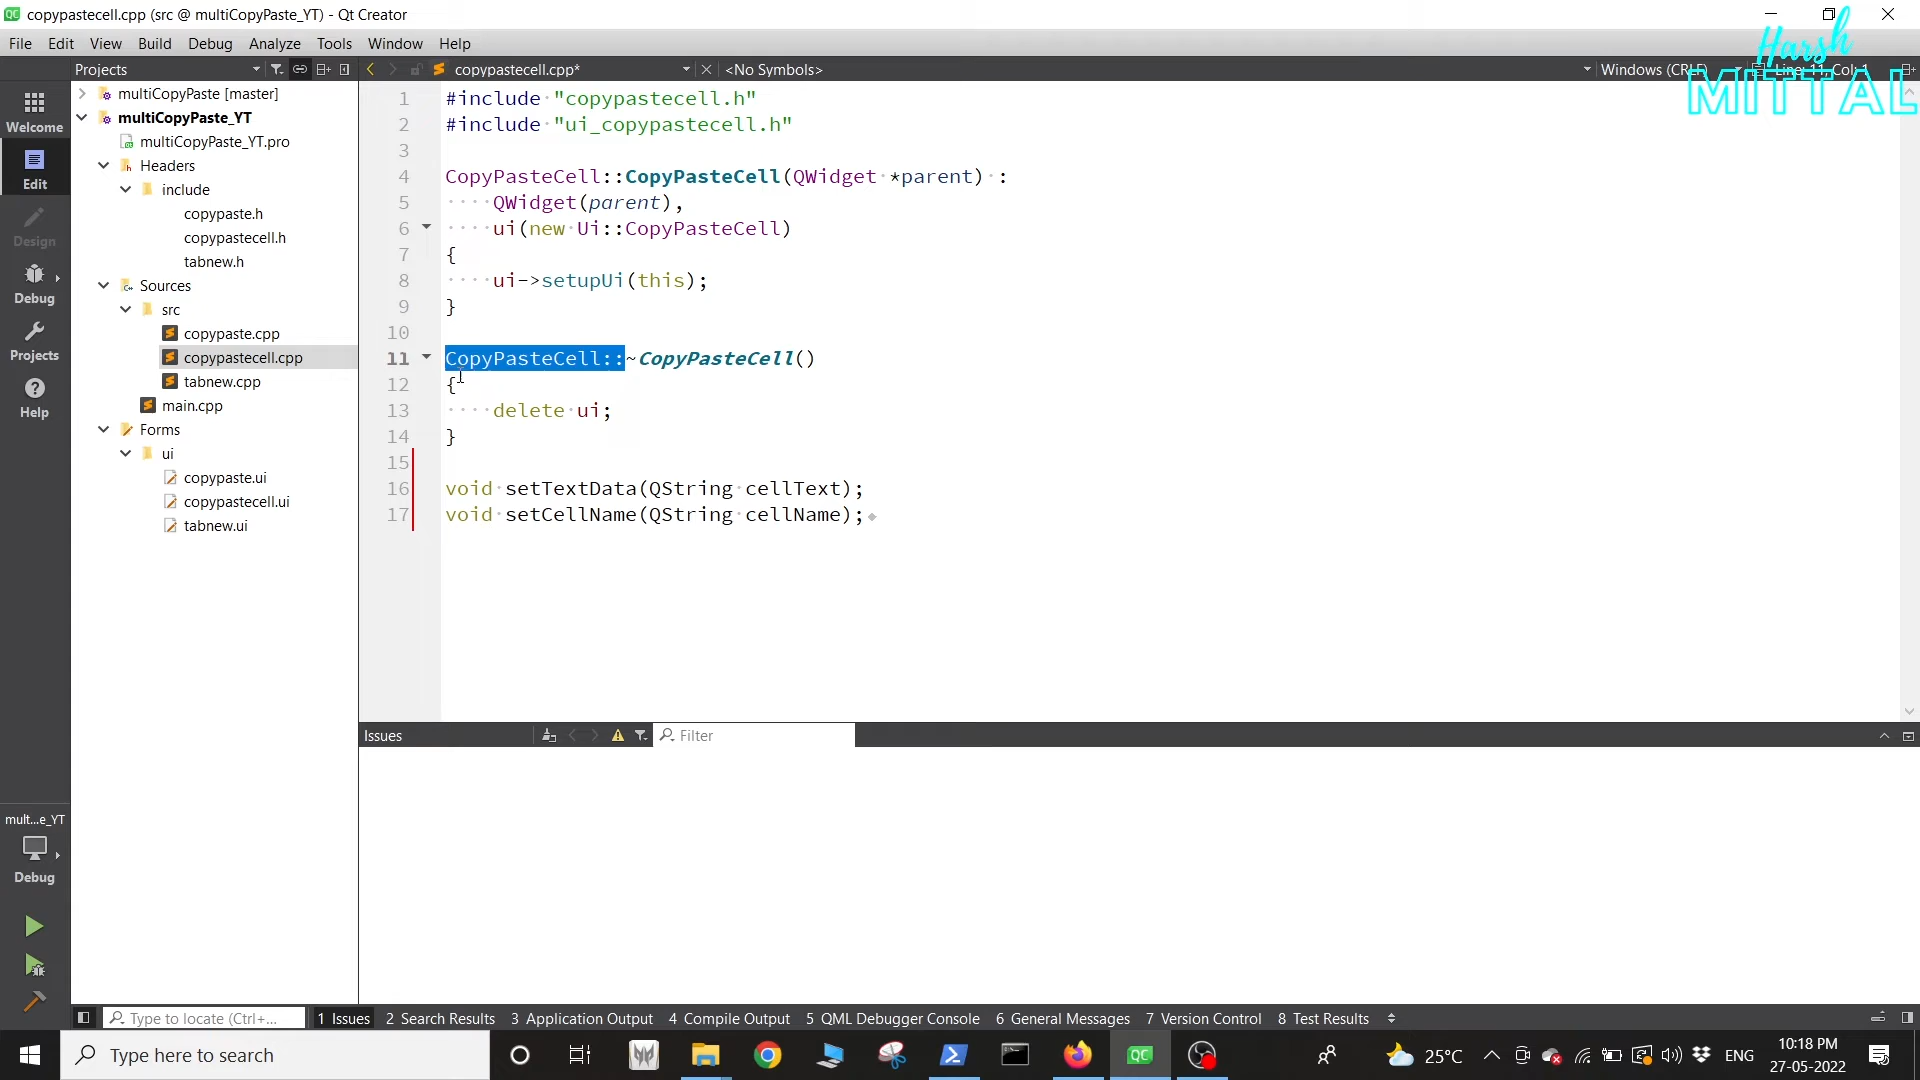 copypastecell.cpp (src @ multiCopyPaste_YT) - Qt Creator
File Edit View Build Debug Analyze Tools Window Help
Harsh
MITTAL
Projects
copypastecell.cpp*
<No Symbols>
Windows (CRLF)
Line: 11, Col: 1
Welcome
Edit
Design
Debug
Projects
Help
multiCopyPaste [master]
multiCopyPaste_YT
multiCopyPaste_YT.pro
Headers
include
copypaste.h
copypastecell.h
tabnew.h
Sources
src
copypaste.cpp
copypastecell.cpp
tabnew.cpp
main.cpp
Forms
ui
copypaste.ui
copypastecell.ui
tabnew.ui
1 #include "copypastecell.h"
2 #include "ui_copypastecell.h"
3
4 CopyPasteCell::CopyPasteCell(QWidget *parent) :
5 QWidget(parent),
6 ui(new Ui::CopyPasteCell)
7 {
8 ui->setupUi(this);
9 }
10
11 CopyPasteCell::~CopyPasteCell()
12 {
13 delete ui;
14 }
15
16 void setTextData(QString cellText);
17 void setCellName(QString cellName);
Issues
Filter
mult...e_YT
Debug
Type to locate (Ctrl+...
1 Issues 2 Search Results 3 Application Output 4 Compile Output 5 QML Debugger Console 6 General Messages 7 Version Control 8 Test Results
Type here to search
QC
25°C
ENG
10:18 PM
27-05-2022